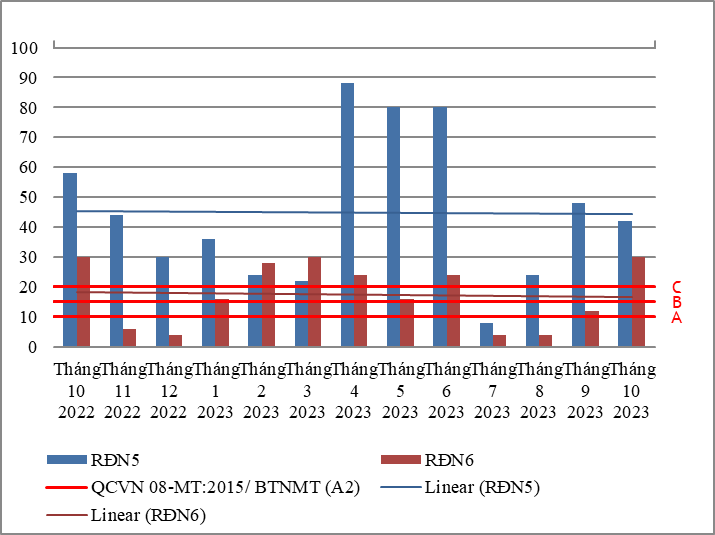 100
90
80
70
60
50
40
30
20
10
0
C
B
A
Tháng Tháng Tháng Tháng Tháng Tháng Tháng Tháng Tháng Tháng Tháng Tháng Tháng
10 11 12 1 2 3 4 5 6 7 8 9 10
2022 2022 2022 2023 2023 2023 2023 2023 2023 2023 2023 2023 2023
RĐN5 RĐN6
QCVN 08-MT:2015/ BTNMT (A2) Linear (RĐN5)
Linear (RĐN6)